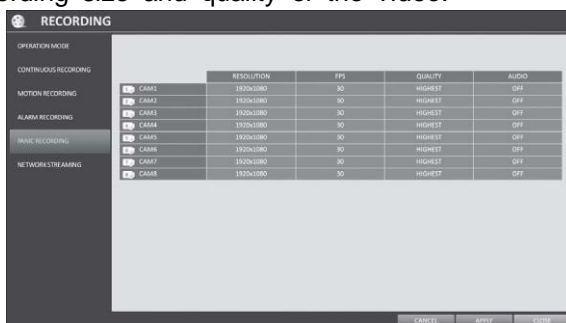 ording size and quality of the video.
RECORDING
OPERATION MODE
CONTINUOUS RECORDING
MOTION RECORDING
ALARM RECORDING
PANIC RECORDING
NETWORK STREAMING
RESOLUTION FPS QUALITY AUDIO
CAM1 1920x1080 30 HIGHEST OFF
CAM2 1920x1080 30 HIGHEST OFF
CAM3 1920x1080 30 HIGHEST OFF
CAM4 1920x1080 30 HIGHEST OFF
CAM5 1920x1080 30 HIGHEST OFF
CAM6 1920x1080 30 HIGHEST OFF
CAM7 1920x1080 30 HIGHEST OFF
CAM8 1920x1080 30 HIGHEST OFF
CANCEL APPLY CLOSE